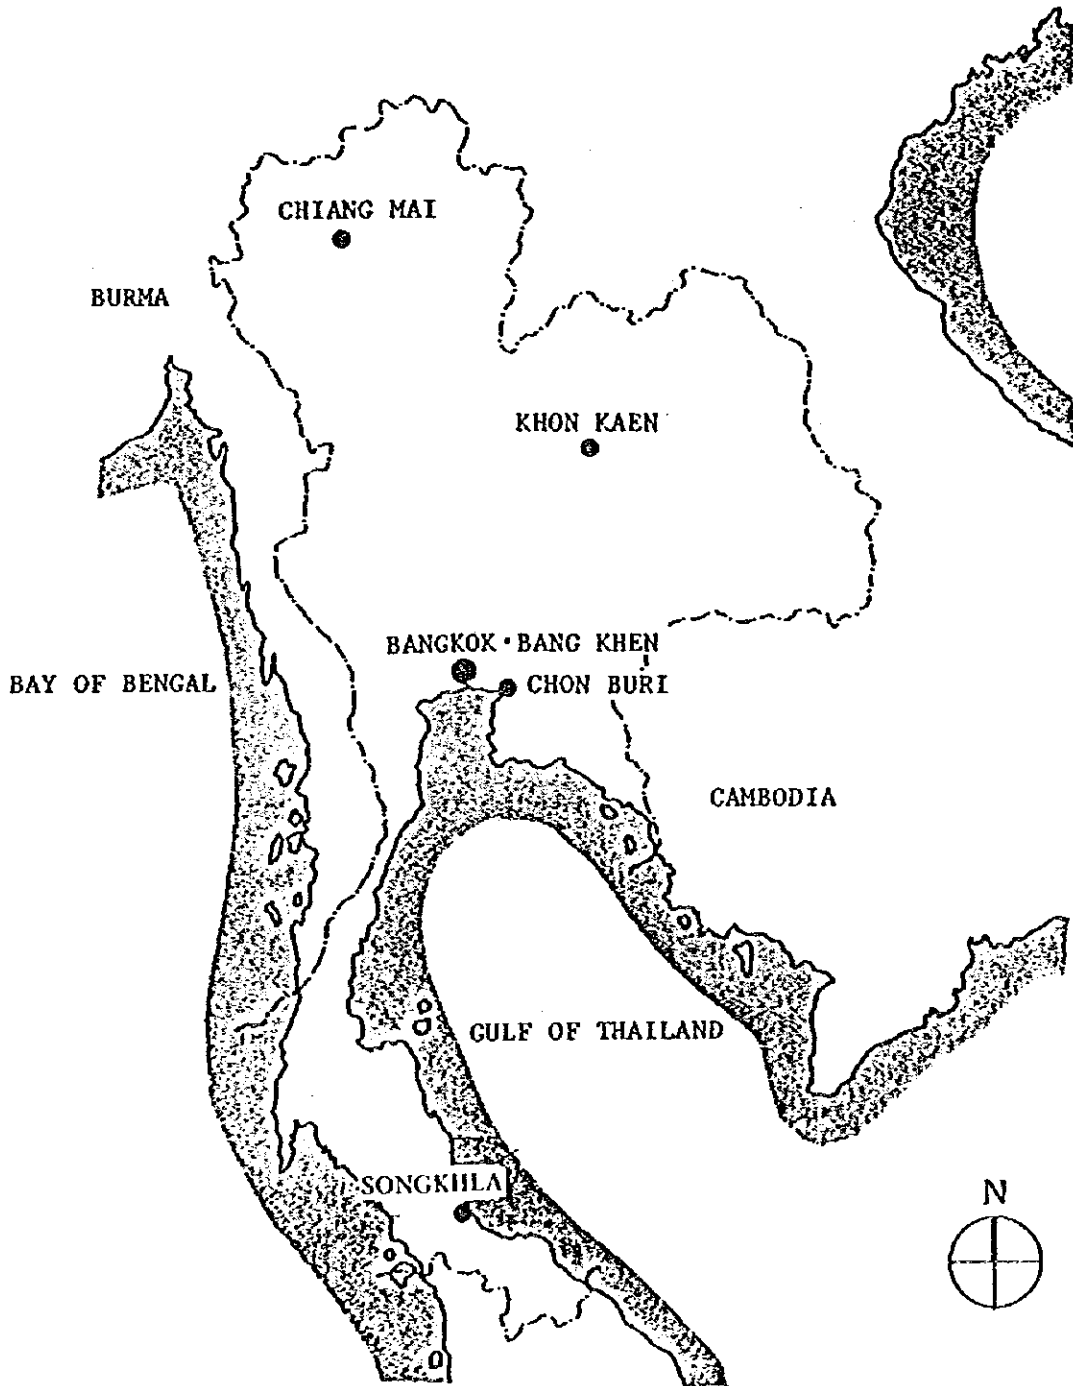 CHIANG MAI
BURMA
KHON KAEN
BANGKOK • BANG KHEN
BAY OF BENGAL
CHON BURI
CAMBODIA
GULF OF THAILAND
SONGKHLA
N